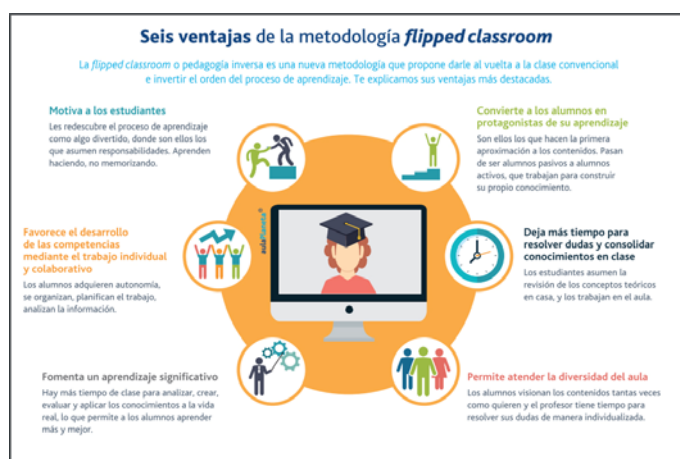 Seis ventajas de la metodología flipped classroom
La flipped classroom o pedagogía inversa es una nueva metodología que propone darle al vuelta a la clase convencional
e invertir el orden del proceso de aprendizaje. Te explicamos sus ventajas más destacadas.
Motiva a los estudiantes
Les redescubre el proceso de aprendizaje
como algo divertido, donde son ellos los
que asumen responsabilidades. Aprenden
haciendo, no memorizando.
Convierte a los alumnos en
protagonistas de su aprendizaje
Son ellos los que hacen la primera
aproximación a los contenidos. Pasan
de ser alumnos pasivos a alumnos
activos, que trabajan para construir
su propio conocimiento.
Favorece el desarrollo
de las competencias
mediante el trabajo individual
y colaborativo
Los alumnos adquieren autonomía,
se organizan, planifican el trabajo,
analizan la información.
aulaPlaneta
Deja más tiempo para
resolver dudas y consolidar
conocimientos en clase
Los estudiantes asumen la
revisión de los conceptos teóricos
en casa, y los trabajan en el aula.
Fomenta un aprendizaje significativo
Hay más tiempo de clase para analizar, crear,
evaluar y aplicar los conocimientos a la vida
real, lo que permite a los alumnos aprender
más y mejor.
Permite atender la diversidad del aula
Los alumnos visionan los contenidos tantas veces
como quieren y el profesor tiene tiempo para
resolver sus dudas de manera individualizada.